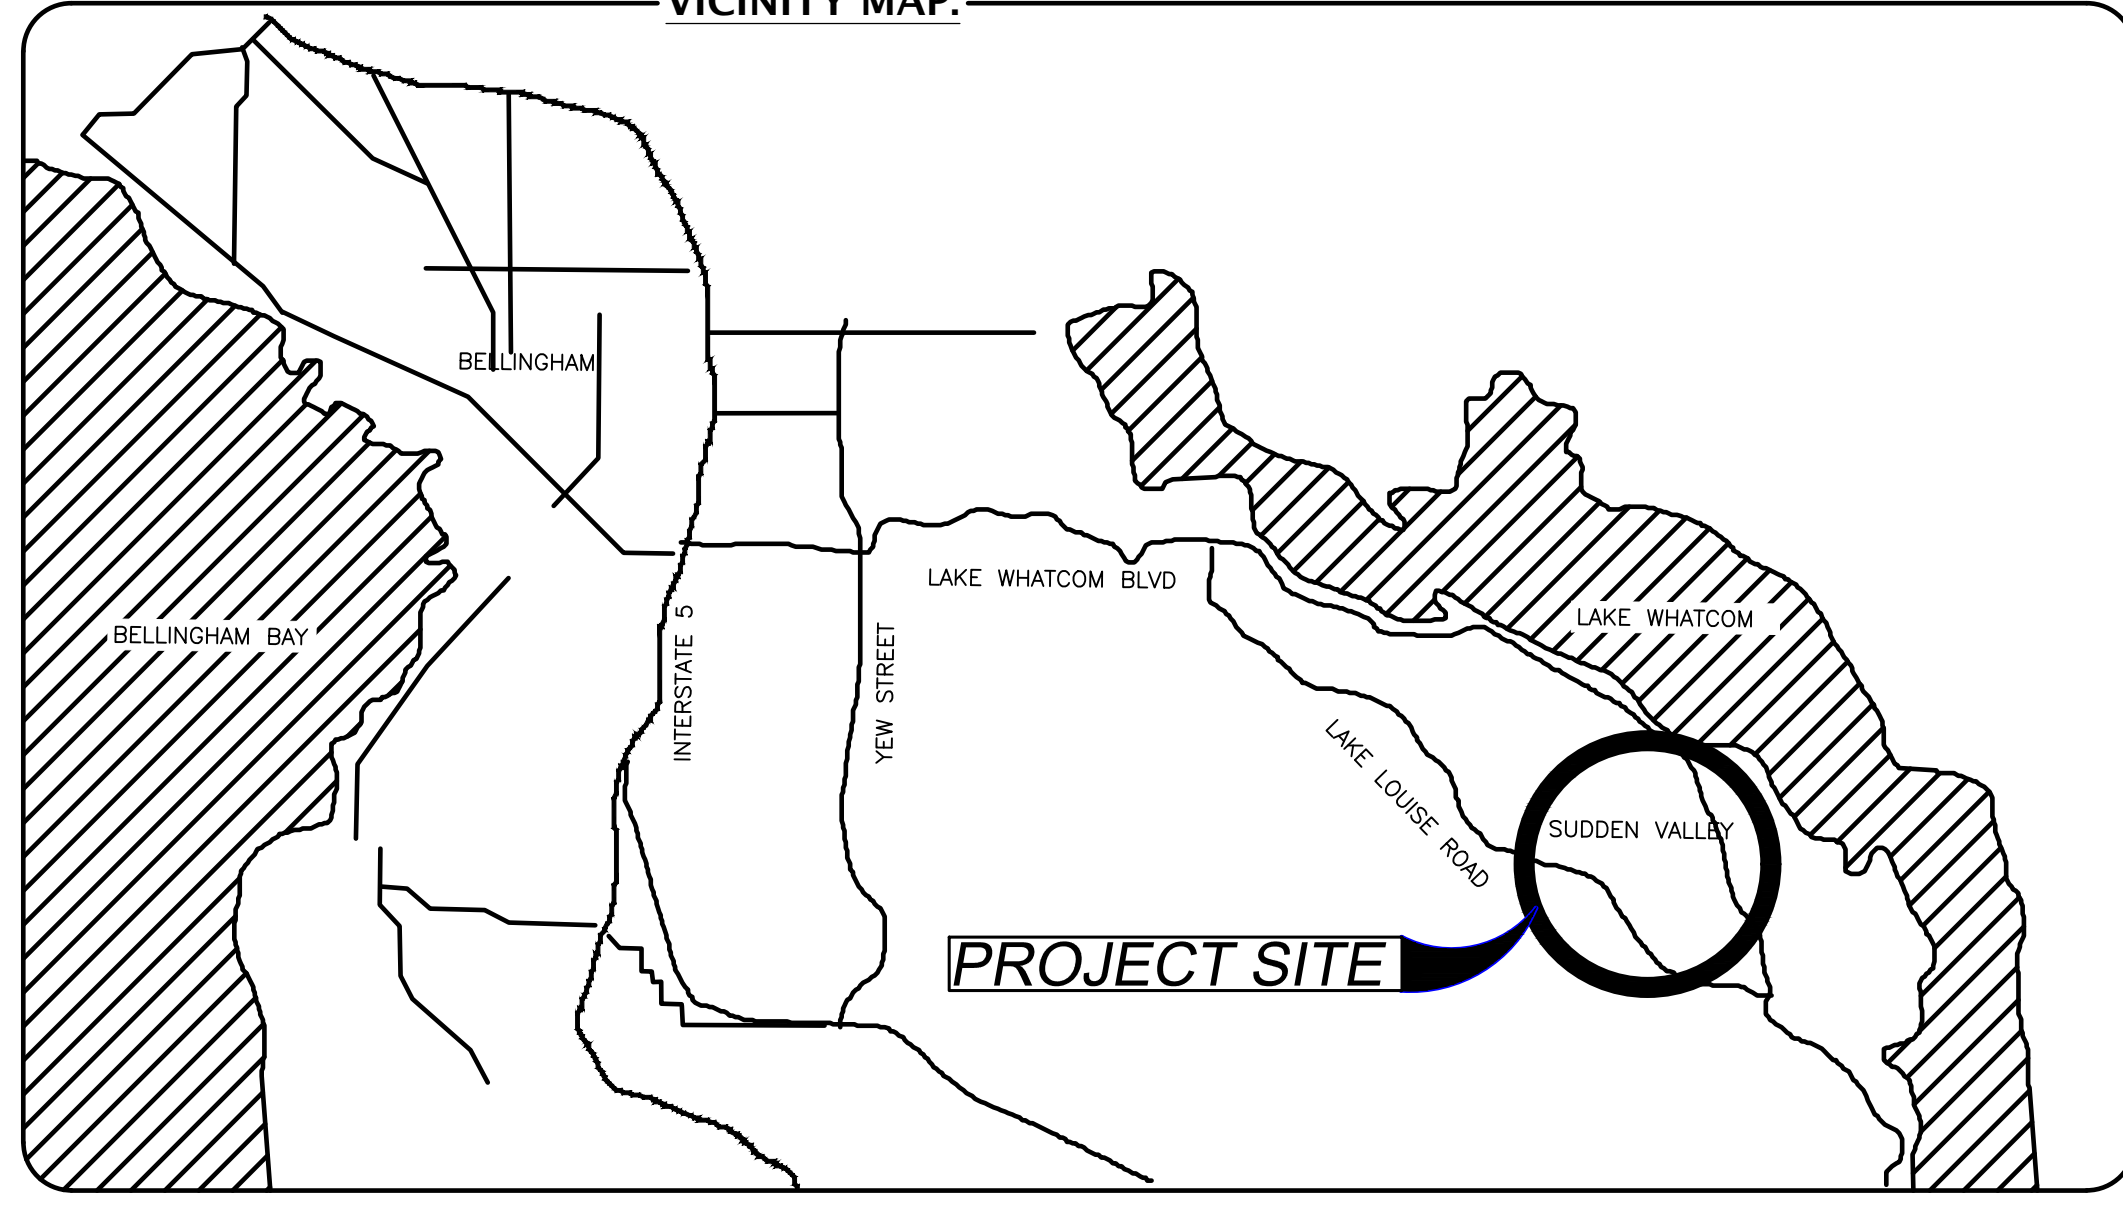 VICINITY MAP.
BELLINGHAM
LAKE WHATCOM BLVD
INTERSTATE 5
YEW STREET
BELLINGHAM BAY
LAKE WHATCOM
LAKE LOUISE ROAD
SUDDEN VALLEY
PROJECT SITE